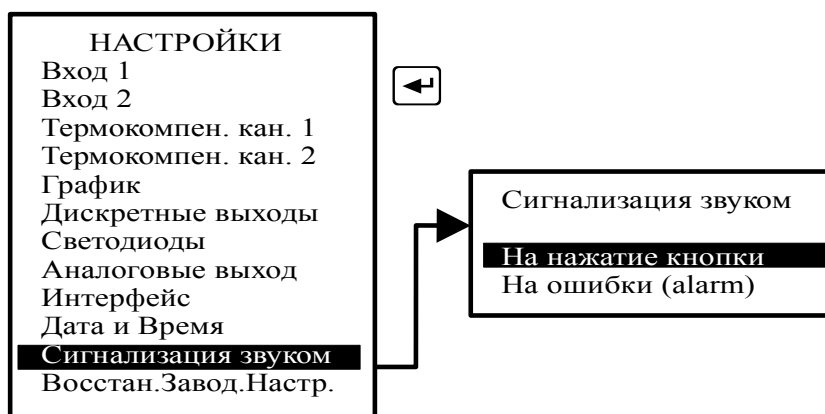 НАСТРОЙКИ
Вход 1
Вход 2
Термокомпен. кан. 1
Термокомпен. кан. 2
График
Дискретные выходы
Светодиоды
Аналоговые выход
Интерфейс
Дата и Время
Сигнализация звуком
Восстан.Завод.Настр.
Сигнализация звуком
На нажатие кнопки
На ошибки (alarm)